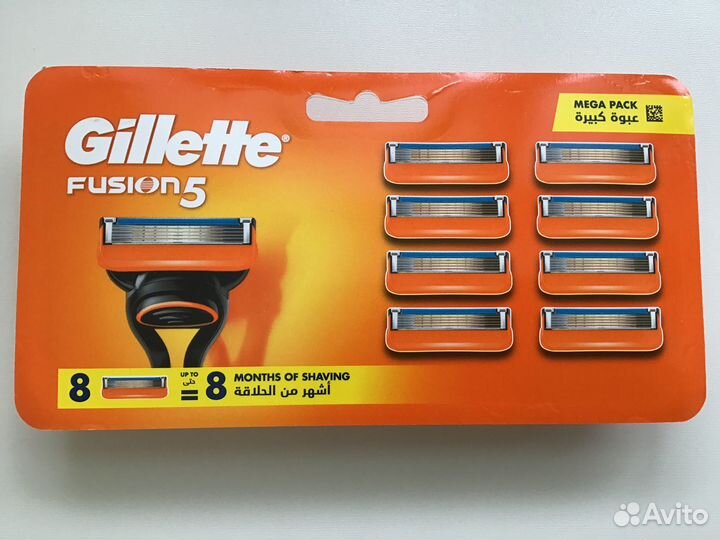 Gillette®
FUSION5
MEGA PACK
عبوة كبيرة
8 UP TO حتى = 8 MONTHS OF SHAVING
أشهر من الحلاقة
Avito